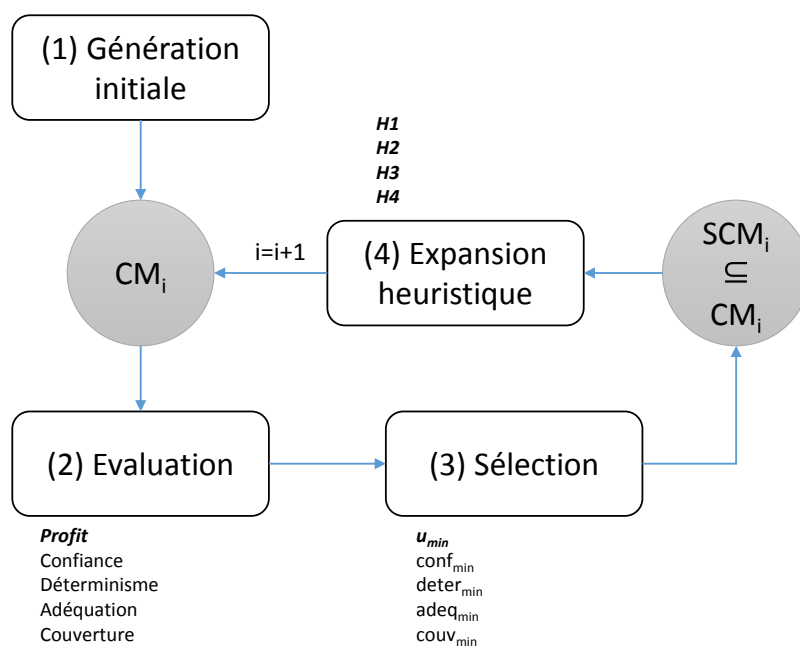 (1) Génération
initiale
H1
H2
H3
H4
CMi
i=i+1
(4) Expansion
heuristique
SCMi
⊆
CMi
(2) Evaluation
(3) Sélection
Profit
Confiance
Déterminisme
Adéquation
Couverture
umin
confmin
determin
adeqmin
couvmin